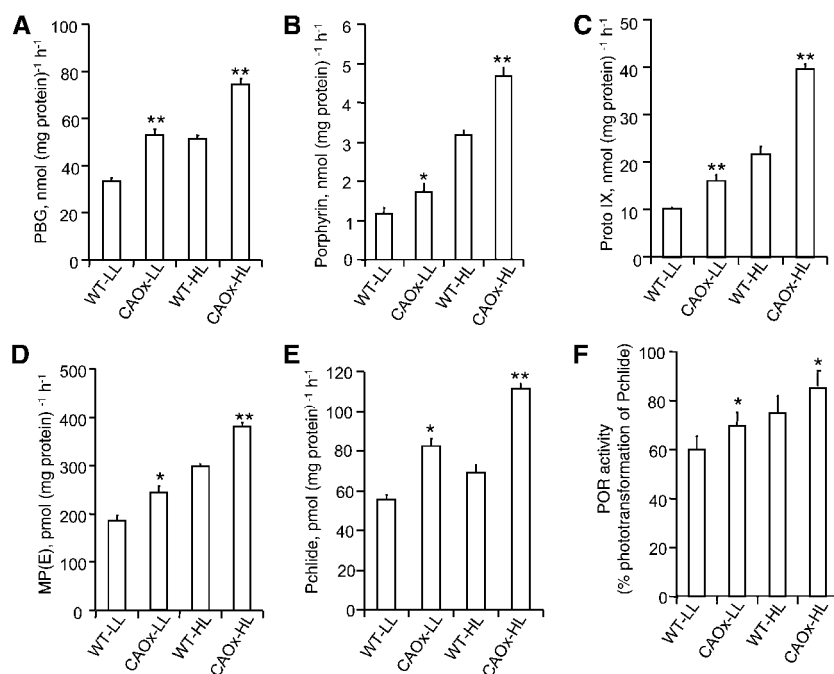 A
PBG, nmol (mg protein)⁻¹ h⁻¹
100
80
60
40
20
0
WT-LL
CAOx-LL
WT-HL
CAOx-HL
**
**
B
Porphyrin, nmol (mg protein) ⁻¹ h⁻¹
6
5
4
3
2
1
0
WT-LL
CAOx-LL
WT-HL
CAOx-HL
*
**
C
Proto IX, nmol (mg protein) ⁻¹ h⁻¹
50
40
30
20
10
0
WT-LL
CAOx-LL
WT-HL
CAOx-HL
**
**
D
MP(E), pmol (mg protein) ⁻¹ h⁻¹
500
400
300
200
100
0
WT-LL
CAOx-LL
WT-HL
CAOx-HL
*
**
E
Pchlide, pmol (mg protein) ⁻¹ h⁻¹
120
100
80
60
40
20
0
WT-LL
CAOx-LL
WT-HL
CAOx-HL
*
**
F
POR activity
(% phototransformation of Pchlide)
100
80
60
40
20
0
WT-LL
CAOx-LL
WT-HL
CAOx-HL
*
*